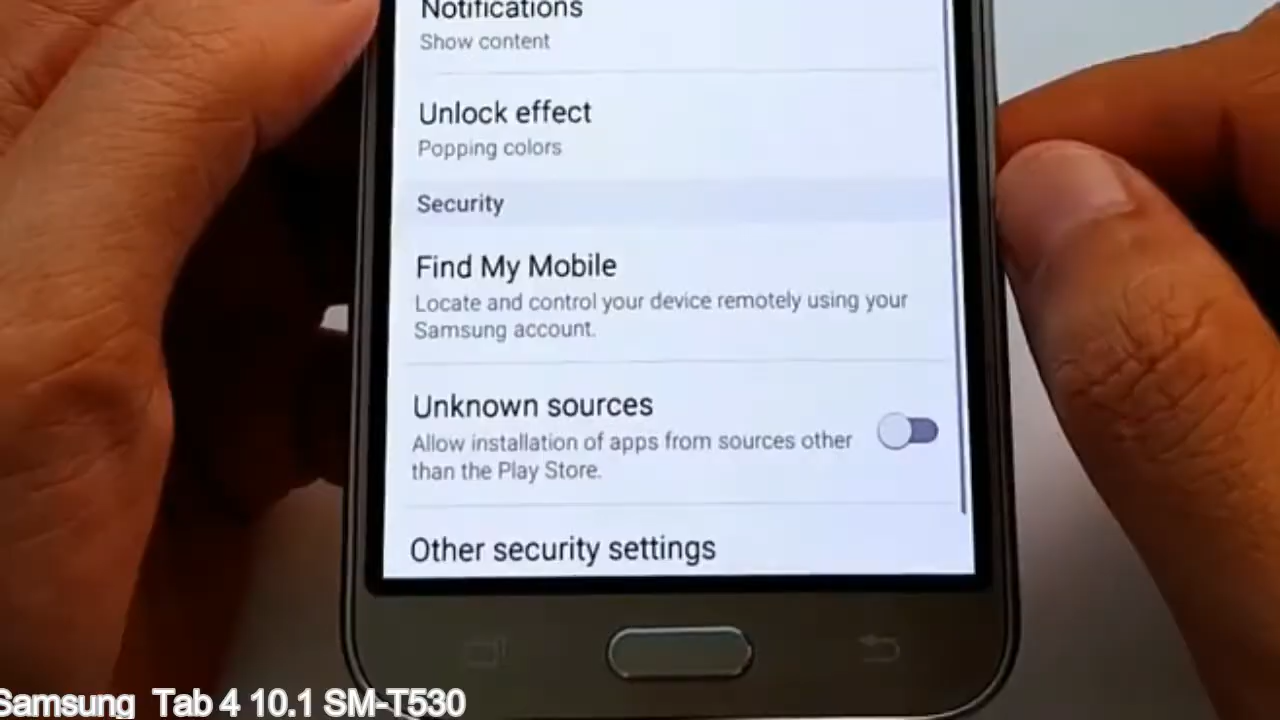 Notifications
Show content
Unlock effect
Popping colors
Security
Find My Mobile
Locate and control your device remotely using your
Samsung account.
Unknown sources
Allow installation of apps from sources other
than the Play Store.
Other security settings
Samsung Tab 4 10.1 SM-T530